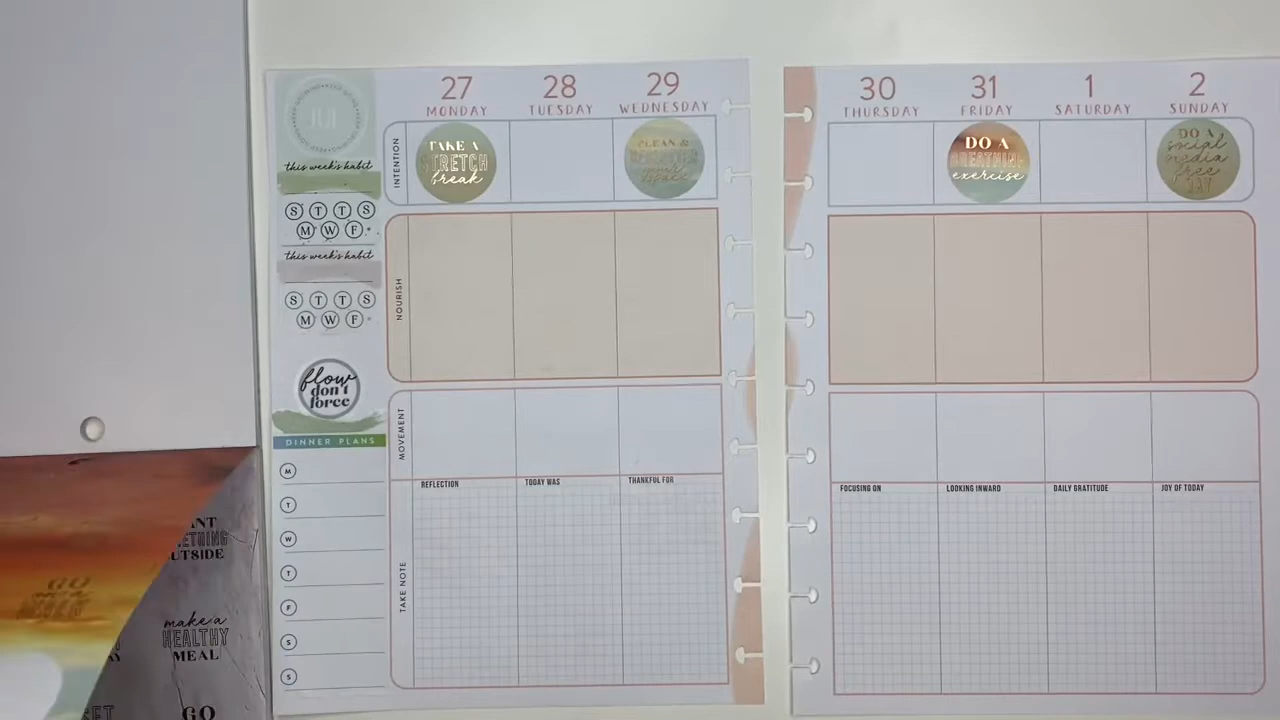 27
MONDAY
28
TUESDAY
29
WEDNESDAY
30
THURSDAY
31
FRIDAY
1
SATURDAY
2
SUNDAY
INTENTION
TAKE A
STRETCH
break
CLEAN &
DO A
BREATHING
exercise
DO A
social
media
free
DAY
this week's habit
S T T S
M W F
this week's habit
S T T S
M W F
NOURISH
flow
don't
force
MOVEMENT
DINNER PLANS
M
T
W
T
F
S
S
TAKE NOTE
REFLECTION
TODAY WAS
THANKFUL FOR
FOCUSING ON
LOOKING INWARD
DAILY GRATITUDE
JOY OF TODAY
GO
make a
HEALTHY
MEAL
GO